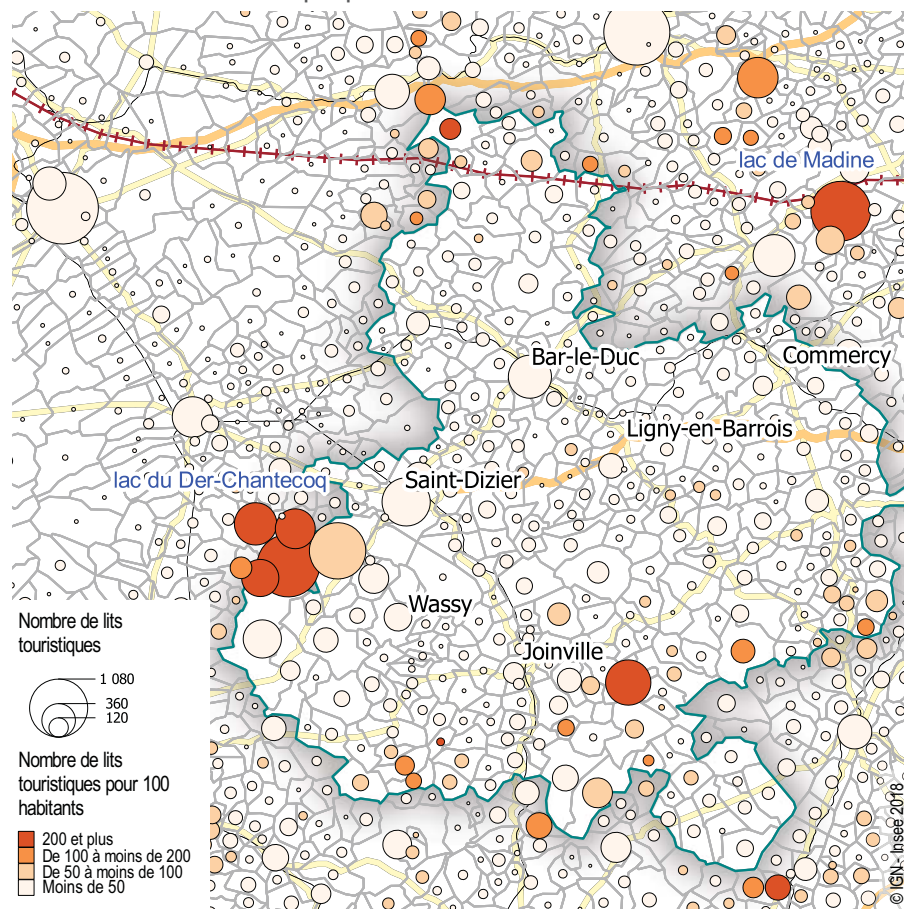 lac de Madine
Bar-le-Duc
Commercy
Ligny-en-Barrois
lac du Der-Chantecoq
Saint-Dizier
Wassy
Joinville
Nombre de lits
touristiques
1 080
360
120
Nombre de lits
touristiques pour 100
habitants
200 et plus
De 100 à moins de 200
De 50 à moins de 100
Moins de 50
© IGN - Insee 2018